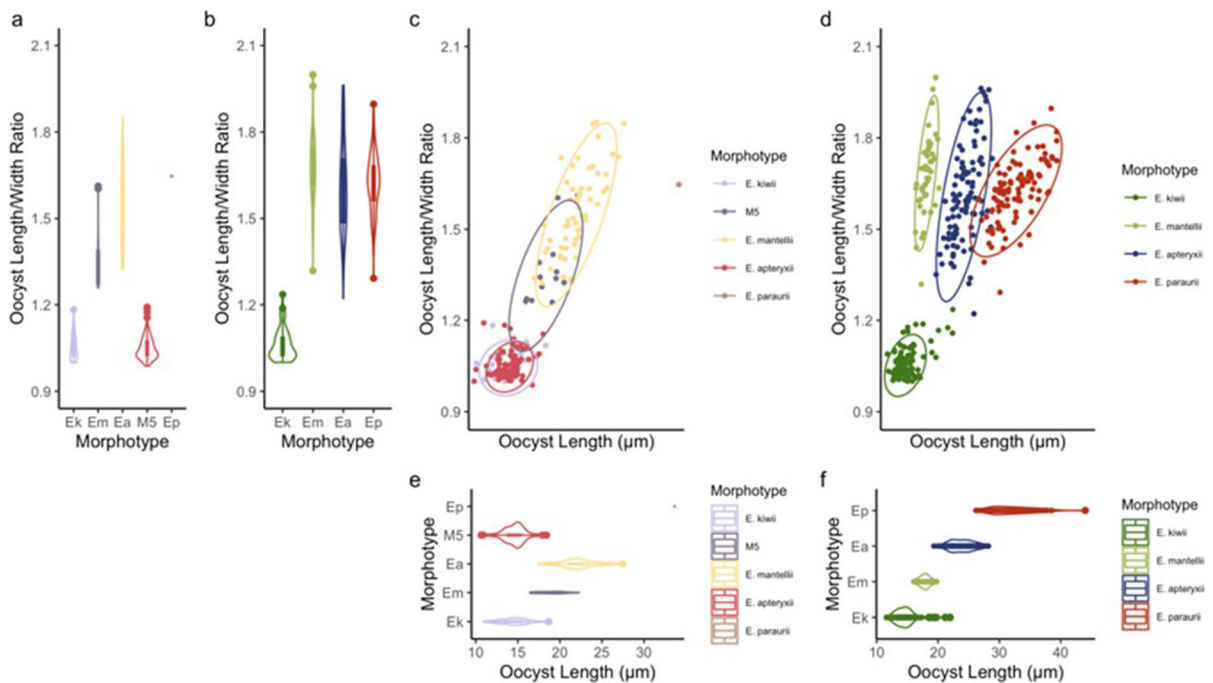 a
2.1
1.8
1.5
1.2
0.9
Oocyst Length/Width Ratio
Ek Em Ea M5 Ep
Morphotype
b
2.1
1.8
1.5
1.2
0.9
Oocyst Length/Width Ratio
Ek Em Ea Ep
Morphotype
c
2.1
1.8
1.5
1.2
0.9
Oocyst Length/Width Ratio
Oocyst Length (μm)
Morphotype
E. kiwii
M5
E. mantellii
E. apteryxii
E. paraurii
d
2.1
1.8
1.5
1.2
0.9
Oocyst Length/Width Ratio
Oocyst Length (μm)
Morphotype
E. kiwii
E. mantellii
E. apteryxii
E. paraurii
e
Morphotype
Ep
M5
Ea
Em
Ek
10 15 20 25 30
Oocyst Length (μm)
Morphotype
E. kiwii
M5
E. mantellii
E. apteryxii
E. paraurii
f
Morphotype
Ep
Ea
Em
Ek
10 20 30 40
Oocyst Length (μm)
Morphotype
E. kiwii
E. mantellii
E. apteryxii
E. paraurii